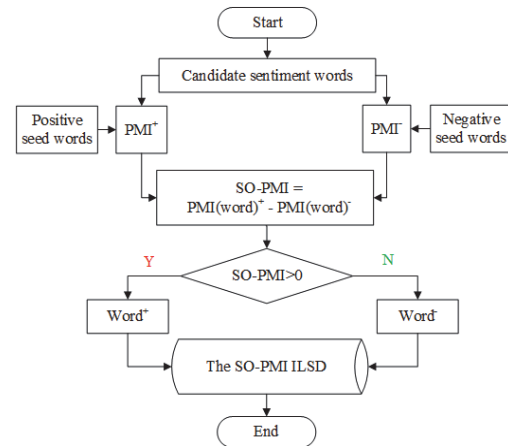 Start
Candidate sentiment words
Positive
seed words
PMI⁺
PMI⁻
Negative
seed words
SO-PMI =
PMI(word)⁺ - PMI(word)⁻
Y
SO-PMI>0
N
Word⁺
Word⁻
The SO-PMI ILSD
End